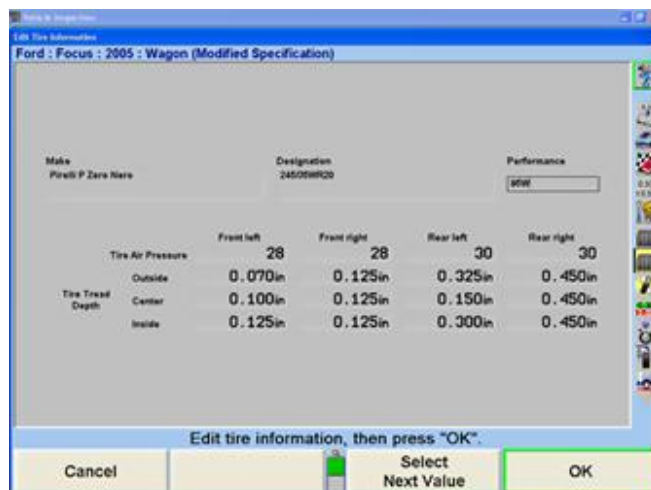 Edit Tire Information
Ford : Focus : 2005 : Wagon (Modified Specification)
Make Designation Performance
Pirelli P Zero Nero
Front left Front right Rear left Rear right
Tire Air Pressure 28 28 30 30
Outside 0.070in 0.125in 0.325in 0.450in
Tire Tread Depth Center 0.100in 0.125in 0.150in 0.450in
Inside 0.125in 0.125in 0.300in 0.450in
Edit tire information, then press "OK".
Cancel Select Next Value OK